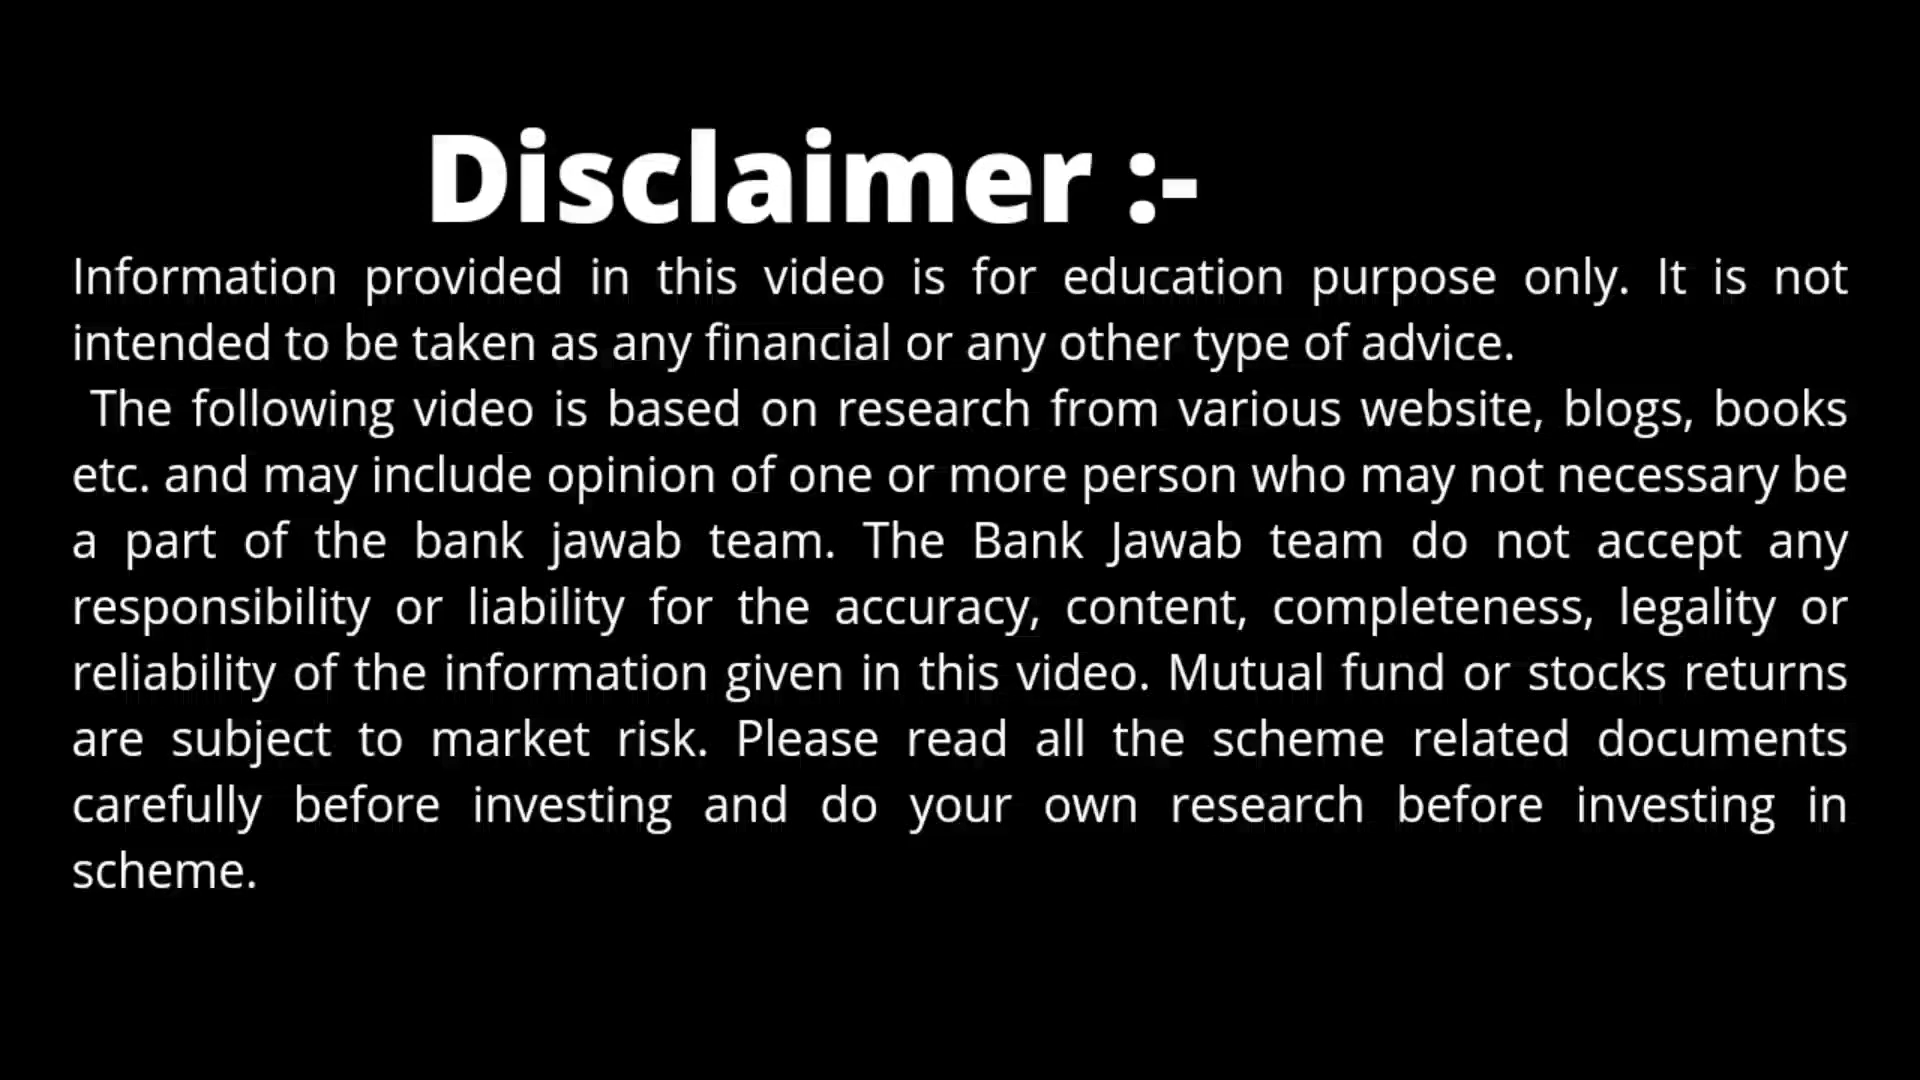 Disclaimer :-
Information provided in this video is for education purpose only. It is not
intended to be taken as any financial or any other type of advice.
The following video is based on research from various website, blogs, books
etc. and may include opinion of one or more person who may not necessary be
a part of the bank jawab team. The Bank Jawab team do not accept any
responsibility or liability for the accuracy, content, completeness, legality or
reliability of the information given in this video. Mutual fund or stocks returns
are subject to market risk. Please read all the scheme related documents
carefully before investing and do your own research before investing in
scheme.